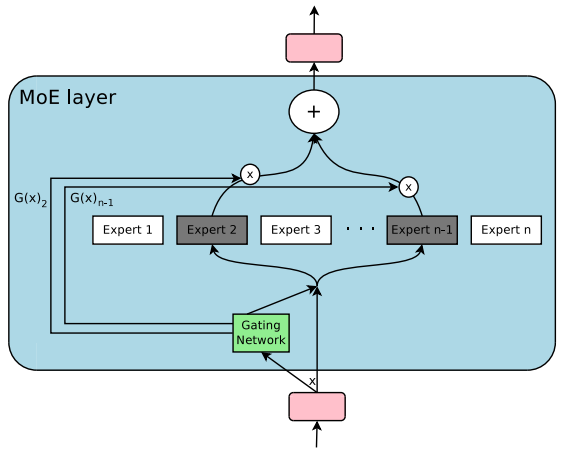 MoE layer
+
x
x
G(x)2
G(x)n-1
Expert 1
Expert 2
Expert 3
. . .
Expert n-1
Expert n
Gating
Network
x